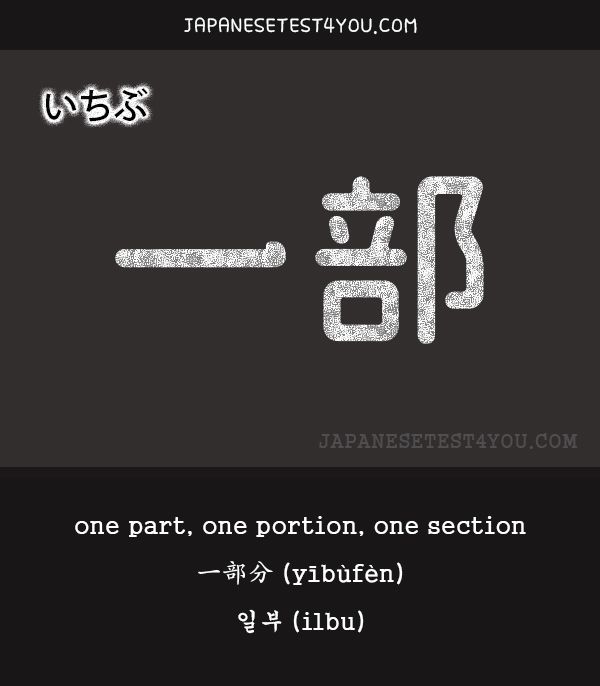 JAPANESETEST4YOU.COM
いちぶ
一部
JAPANESETEST4YOU.COM
one part, one portion, one section
一部分 (yībùfèn)
일부 (ilbu)